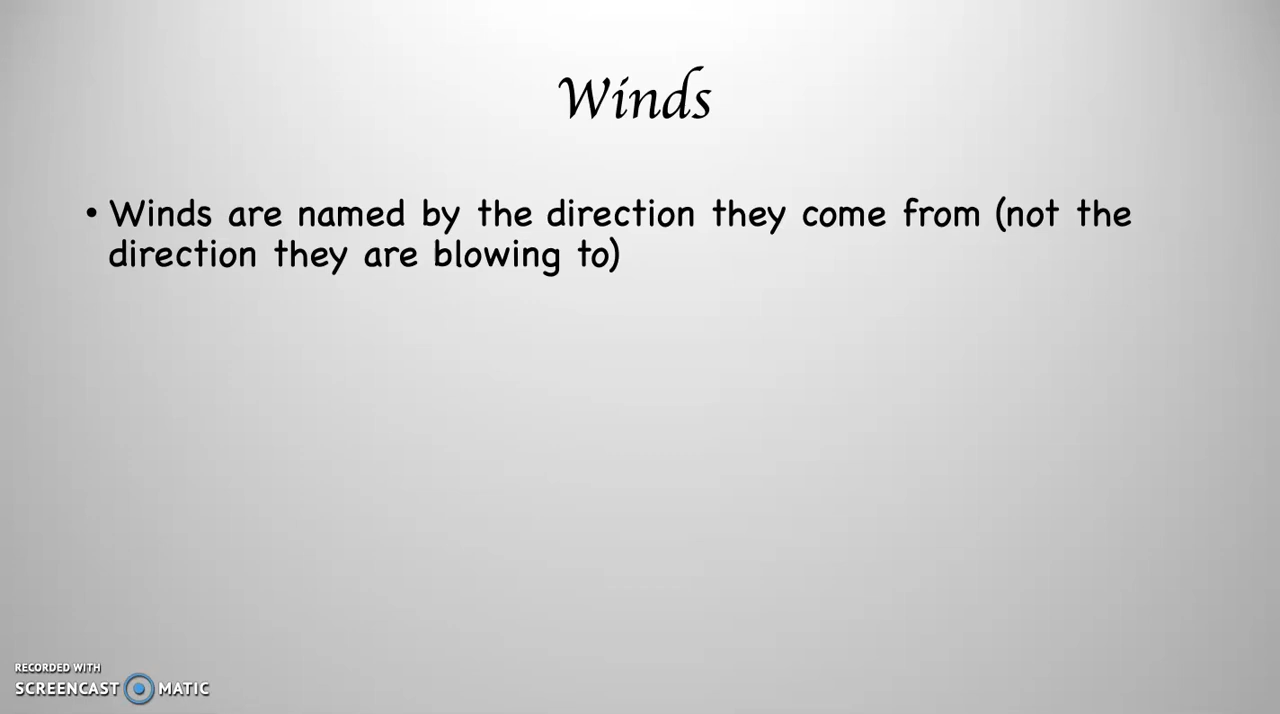 Winds
• Winds are named by the direction they come from (not the
direction they are blowing to)
RECORDED WITH
SCREENCAST MATIC